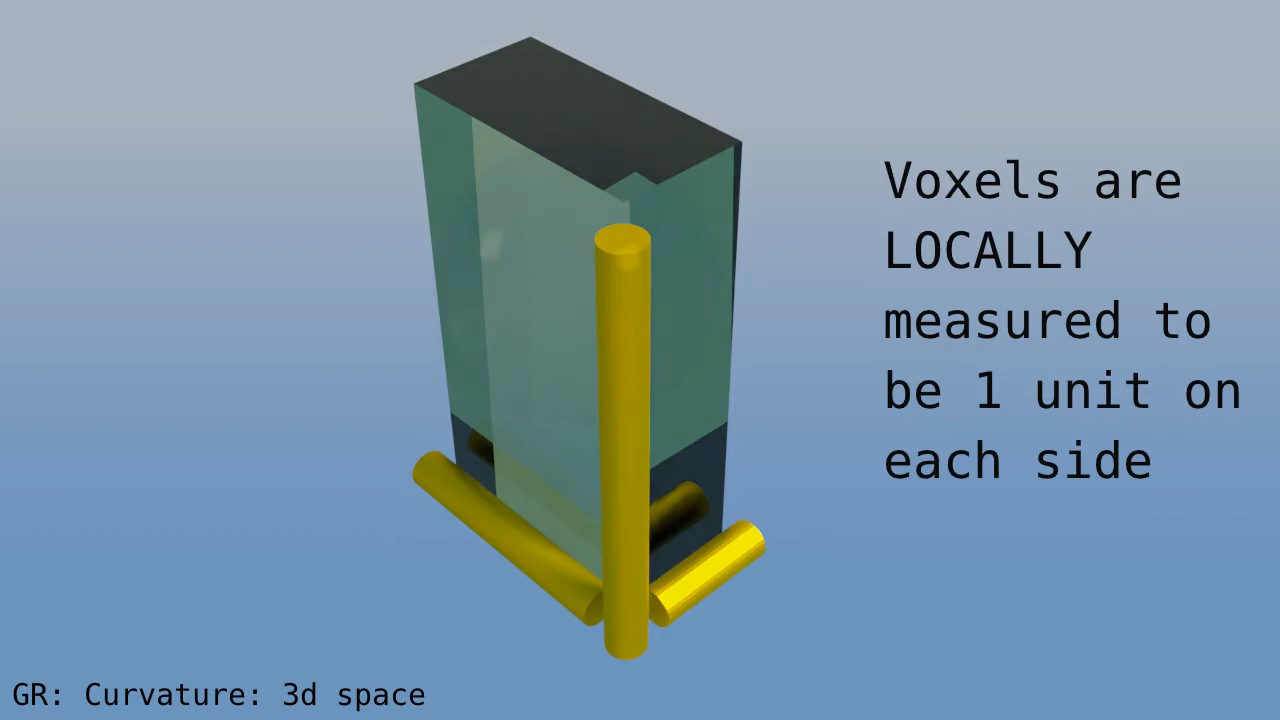 Voxels are
LOCALLY
measured to
be 1 unit on
each side
GR: Curvature: 3d space